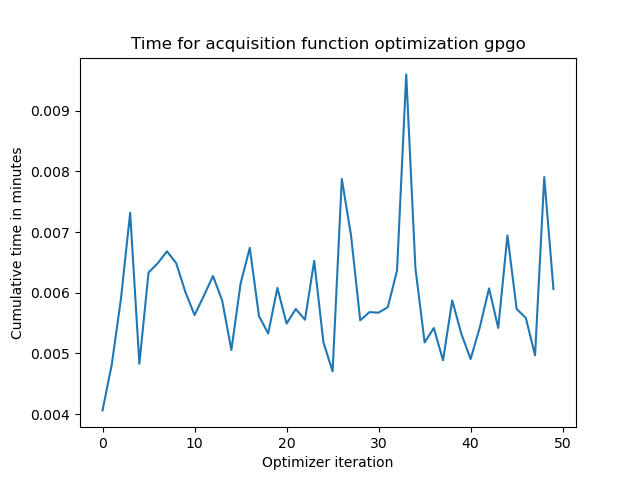 Time for acquisition function optimization gpgo
Cumulative time in minutes
0.009
0.008
0.007
0.006
0.005
0.004
0 10 20 30 40 50
Optimizer iteration